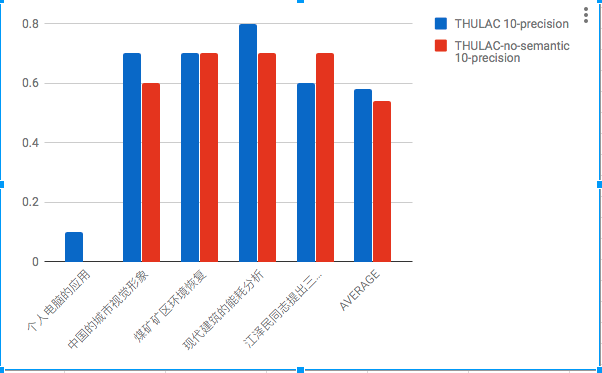 0.8
0.6
0.4
0.2
0
个人电脑的应用
中国的城市视觉形象
煤矿矿区环境恢复
现代建筑的能耗分析
江泽民同志提出三...
AVERAGE
THULAC 10-precision
THULAC-no-semantic
10-precision